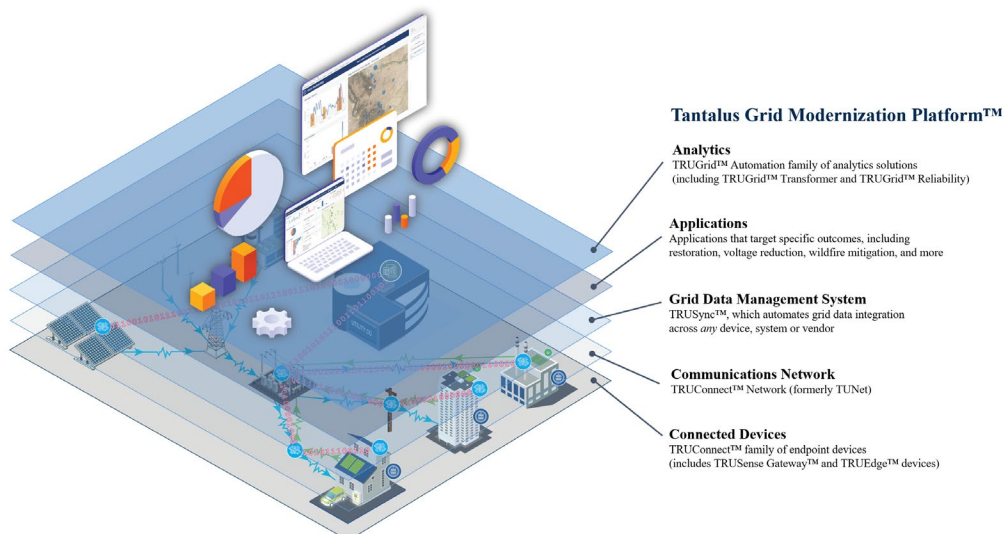 Tantalus Grid Modernization Platform™
Analytics
TRUGrid™ Automation family of analytics solutions
(including TRUGrid™ Transformer and TRUGrid™ Reliability)
Applications
Applications that target specific outcomes, including
restoration, voltage reduction, wildfire mitigation, and more
Grid Data Management System
TRUSync™, which automates grid data integration
across any device, system or vendor
Communications Network
TRUConnect™ Network (formerly TUNet)
Connected Devices
TRUConnect™ family of endpoint devices
(includes TRUSense Gateway™ and TRUEdge™ devices)